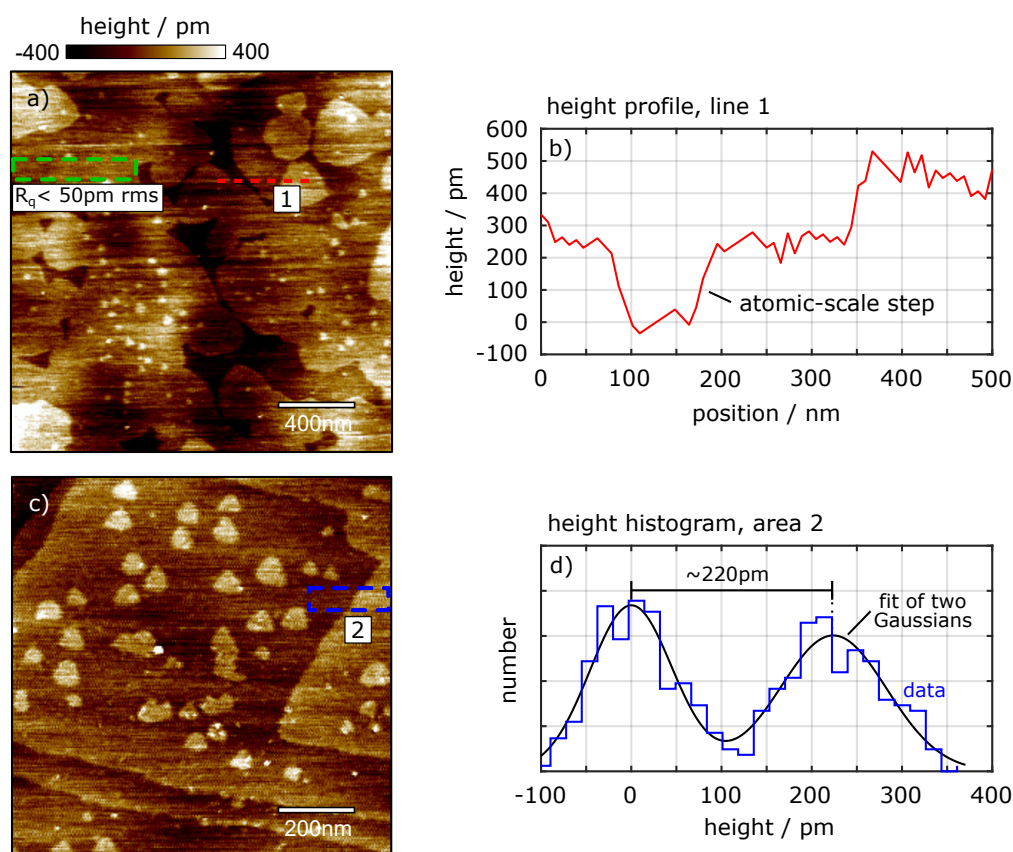 height / pm
-400 400
a)
R_q< 50pm rms
1
400nm
height profile, line 1
b)
600
500
400
300
200
100
0
-100
height / pm
atomic-scale step
0 100 200 300 400 500
position / nm
c)
2
200nm
height histogram, area 2
d)
~220pm
fit of two
Gaussians
data
number
-100 0 100 200 300 400
height / pm